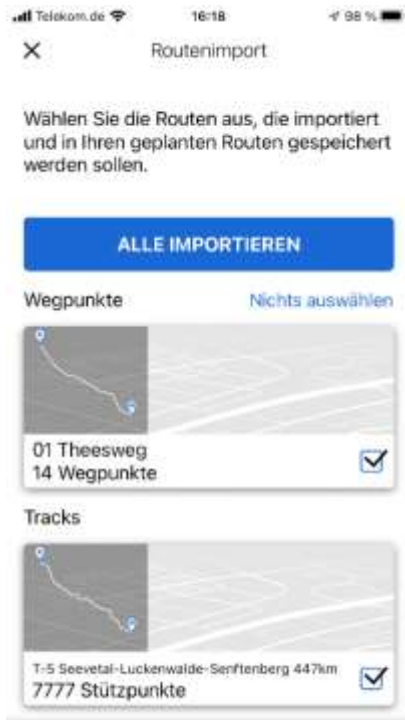 Telekom.de 16:18 98 %
Routenimport
Wählen Sie die Routen aus, die importiert
und in Ihren geplanten Routen gespeichert
werden sollen.
ALLE IMPORTIEREN
Wegpunkte Nichts auswählen
01 Theesweg
14 Wegpunkte
Tracks
T-5 Seevetal-Luckenwalde-Senftenberg 447km
7777 Stützpunkte